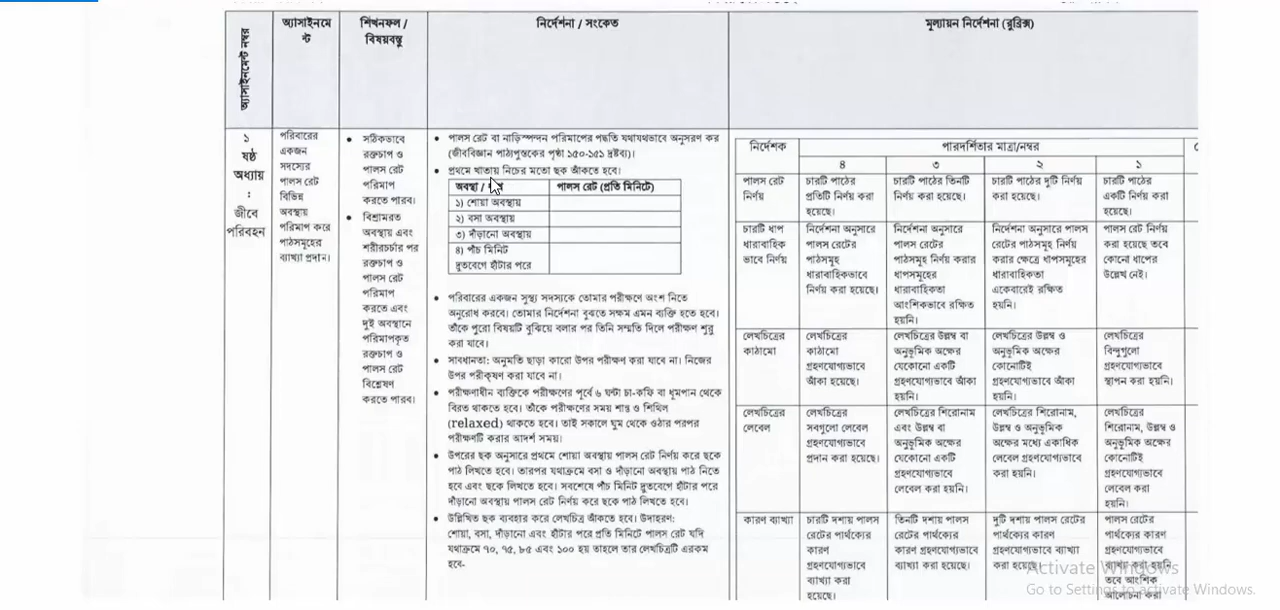 অ্যাসাইনমেন্ট নম্বর
অ্যাসাইনমে
ন্ট
শিখনফল /
বিষয়বস্তু
নির্দেশনা / সংকেত
মূল্যায়ন নির্দেশনা (রুব্রিক্স)
১
ষষ্ঠ
অধ্যায়
:
জীবে
পরিবহন
পরিবারের
একজন
সদস্যের
পালস রেট
বিভিন্ন
অবস্থায়
পরিমাপ করে
পাঠসমূহের
ব্যাখ্যা প্রদান।
• সঠিকভাবে
রক্তচাপ ও
পালস রেট
পরিমাপ
করতে পারব।
• বিশ্রামরত
অবস্থায় এবং
শরীরচর্চার পর
রক্তচাপ ও
পালস রেট
পরিমাপ
করতে এবং
দুই অবস্থানে
পরিমাপকৃত
রক্তচাপ ও
পালস রেট
বিশ্লেষণ
করতে পারব।
• পালস রেট বা নাড়িস্পন্দন পরিমাপের পদ্ধতি যথাযথভাবে অনুসরণ কর
(জীববিজ্ঞান পাঠ্যপুস্তকের পৃষ্ঠা ১৫০-১৫১ দ্রষ্টব্য)।
• প্রথমে খাতায় নিচের মতো ছক আঁকতে হবে।
অবস্থা /
পালস রেট (প্রতি মিনিটে)
১) শোয়া অবস্থায়
২) বসা অবস্থায়
৩) দাঁড়ানো অবস্থায়
৪) পাঁচ মিনিট
দ্রুতবেগে হাঁটার পরে
• পরিবারের একজন সুস্থ্য সদস্যকে তোমার পরীক্ষণে অংশ নিতে
অনুরোধ করবে। তোমার নির্দেশনা বুঝতে সক্ষম এমন ব্যক্তি হতে হবে।
তাঁকে পুরো বিষয়টি বুঝিয়ে বলার পর তিনি সম্মতি দিলে পরীক্ষণ শুরু
করা যাবে।
• সাবধানতা: অনুমতি ছাড়া কারো উপর পরীক্ষণ করা যাবে না। নিজের
উপর পরীক্ষণ করা যাবে না।
• পরীক্ষণাধীন ব্যক্তিকে পরীক্ষণের পূর্বে ৬ ঘণ্টা চা-কফি বা ধূমপান থেকে
বিরত থাকতে হবে। তাঁকে পরীক্ষণের সময় শান্ত ও শিথিল
(relaxed) থাকতে হবে। তাই সকালে ঘুম থেকে ওঠার পরপর
পরীক্ষণটি করার আদর্শ সময়।
• উপরের ছক অনুসারে প্রথমে শোয়া অবস্থায় পালস রেট নির্ণয় করে ছকে
পাঠ লিখতে হবে। তারপর যথাক্রমে বসা ও দাঁড়ানো অবস্থায় পাঠ নিতে
হবে এবং ছকে লিখতে হবে। সবশেষে পাঁচ মিনিট দ্রুতবেগে হাঁটার পরে
দাঁড়ানো অবস্থায় পালস রেট নির্ণয় করে ছকে পাঠ লিখতে হবে।
• উল্লিখিত ছক ব্যবহার করে লেখচিত্র আঁকতে হবে। উদাহরণ:
শোয়া, বসা, দাঁড়ানো এবং হাঁটার পরে প্রতি মিনিটে পালস রেট যদি
যথাক্রমে ৭০, ৭৫, ৮৫ এবং ১০০ হয় তাহলে তার লেখচিত্রটি এরকম
হবে-
নির্দেশক
পারদর্শিতার মাত্রা/নম্বর
৪
৩
২
১
পালস রেট
নির্ণয়
চারটি পাঠের
প্রতিটি নির্ণয় করা
হয়েছে।
চারটি পাঠের তিনটি
নির্ণয় করা হয়েছে।
চারটি পাঠের দুটি নির্ণয়
করা হয়েছে।
চারটি পাঠের
একটি নির্ণয় করা
হয়েছে।
চারটি ধাপ
ধারাবাহিক
ভাবে নির্ণয়
নির্দেশনা অনুসারে
পালস রেটের
পাঠসমূহ
ধারাবাহিকভাবে
নির্ণয় করা হয়েছে।
নির্দেশনা অনুসারে
পালস রেটের
পাঠসমূহ নির্ণয় করার
ধাপসমূহের
ধারাবাহিকতা
আংশিকভাবে রক্ষিত
হয়নি।
নির্দেশনা অনুসারে পালস
রেটের পাঠসমূহ নির্ণয়
করার ক্ষেত্রে ধাপসমূহের
ধারাবাহিকতা
একেবারেই রক্ষিত
হয়নি।
পালস রেট নির্ণয়
করা হয়েছে তবে
কোনো ধাপের
উল্লেখ নেই।
লেখচিত্রের
কাঠামো
লেখচিত্রের
কাঠামো
গ্রহণযোগ্যভাবে
আঁকা হয়েছে।
লেখচিত্রের উল্লম্ব বা
অনুভূমিক অক্ষের
যেকোনো একটি
গ্রহণযোগ্যভাবে আঁকা
হয়নি।
লেখচিত্রের উল্লম্ব ও
অনুভূমিক অক্ষের
কোনোটিই
গ্রহণযোগ্যভাবে আঁকা
হয়নি।
লেখচিত্রের
বিন্দুগুলো
গ্রহণযোগ্যভাবে
স্থাপন করা হয়নি।
লেখচিত্রের
লেবেল
লেখচিত্রের
সবগুলো লেবেল
গ্রহণযোগ্যভাবে
প্রদান করা হয়েছে।
লেখচিত্রের শিরোনাম
এবং উল্লম্ব বা
অনুভূমিক অক্ষের
যেকোনো একটি
গ্রহণযোগ্যভাবে
লেবেল করা হয়নি।
লেখচিত্রের শিরোনাম,
উল্লম্ব ও অনুভূমিক
অক্ষের মধ্যে একাধিক
লেবেল গ্রহণযোগ্যভাবে
করা হয়নি।
লেখচিত্রের
শিরোনাম, উল্লম্ব ও
অনুভূমিক অক্ষের
কোনোটিই
গ্রহণযোগ্যভাবে
লেবেল করা
হয়নি।
কারণ ব্যাখ্যা
চারটি দশায় পালস
রেটের পার্থক্যের
কারণ
গ্রহণযোগ্যভাবে
ব্যাখ্যা করা
হয়েছে।
তিনটি দশায় পালস
রেটের পার্থক্যের
কারণ গ্রহণযোগ্যভাবে
ব্যাখ্যা করা হয়েছে।
দুটি দশায় পালস রেটের
পার্থক্যের কারণ
গ্রহণযোগ্যভাবে ব্যাখ্যা
করা হয়েছে।
পালস রেটের
পার্থক্যের কারণ
গ্রহণযোগ্যভাবে
ব্যাখ্যা করা হয়নি
তবে আংশিক
আলোচনা করা
Activate Windows
Go to Settings to activate Windows.